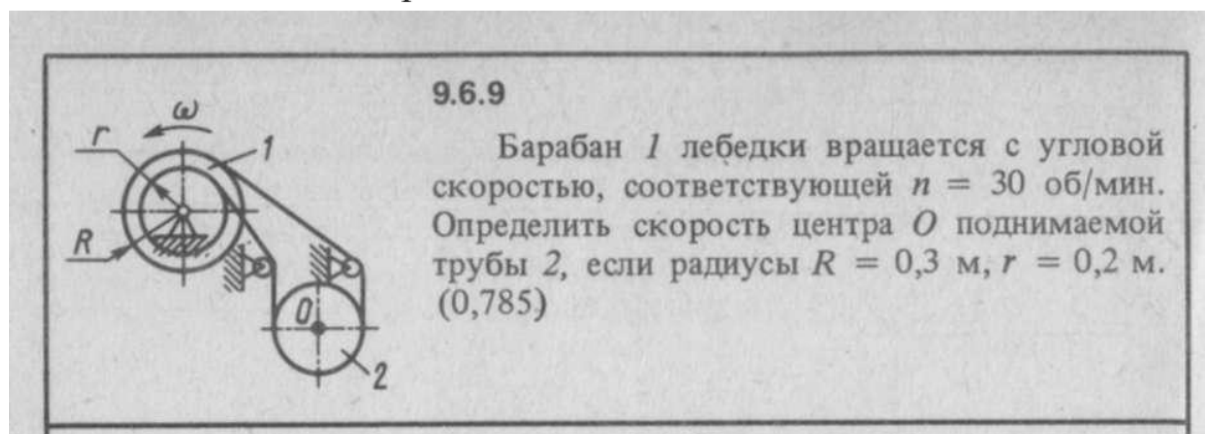 9.6.9
Барабан 1 лебедки вращается с угловой
скоростью, соответствующей n = 30 об/мин.
Определить скорость центра O поднимаемой
трубы 2, если радиусы R = 0,3 м, r = 0,2 м.
(0,785)
ω
r
1
R
O
2